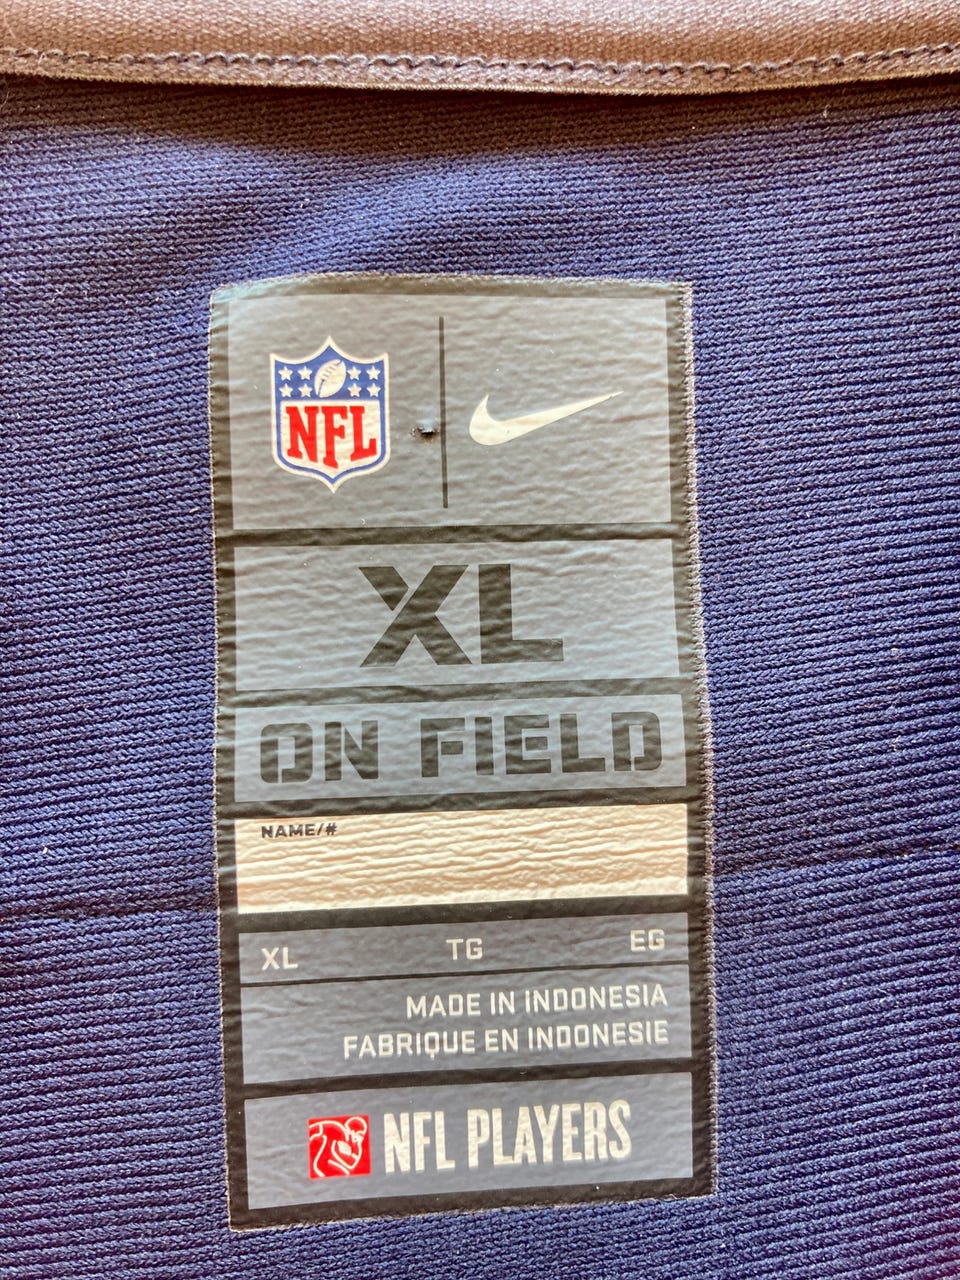 NFL
XL
ON FIELD
NAME/#
XL TG EG
MADE IN INDONESIA
FABRIQUE EN INDONESIE
NFL PLAYERS